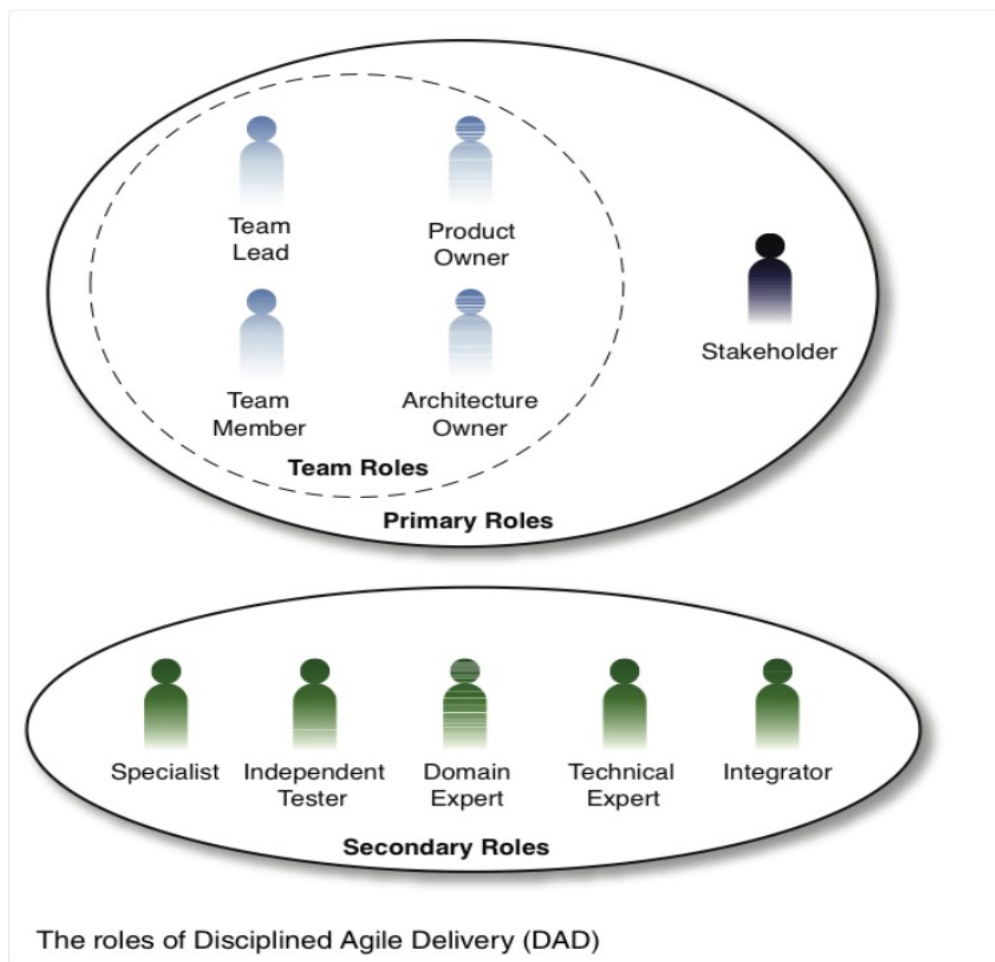 Team
Lead
Product
Owner
Stakeholder
Team
Member
Architecture
Owner
Team Roles
Primary Roles
Specialist
Independent
Tester
Domain
Expert
Technical
Expert
Integrator
Secondary Roles
The roles of Disciplined Agile Delivery (DAD)